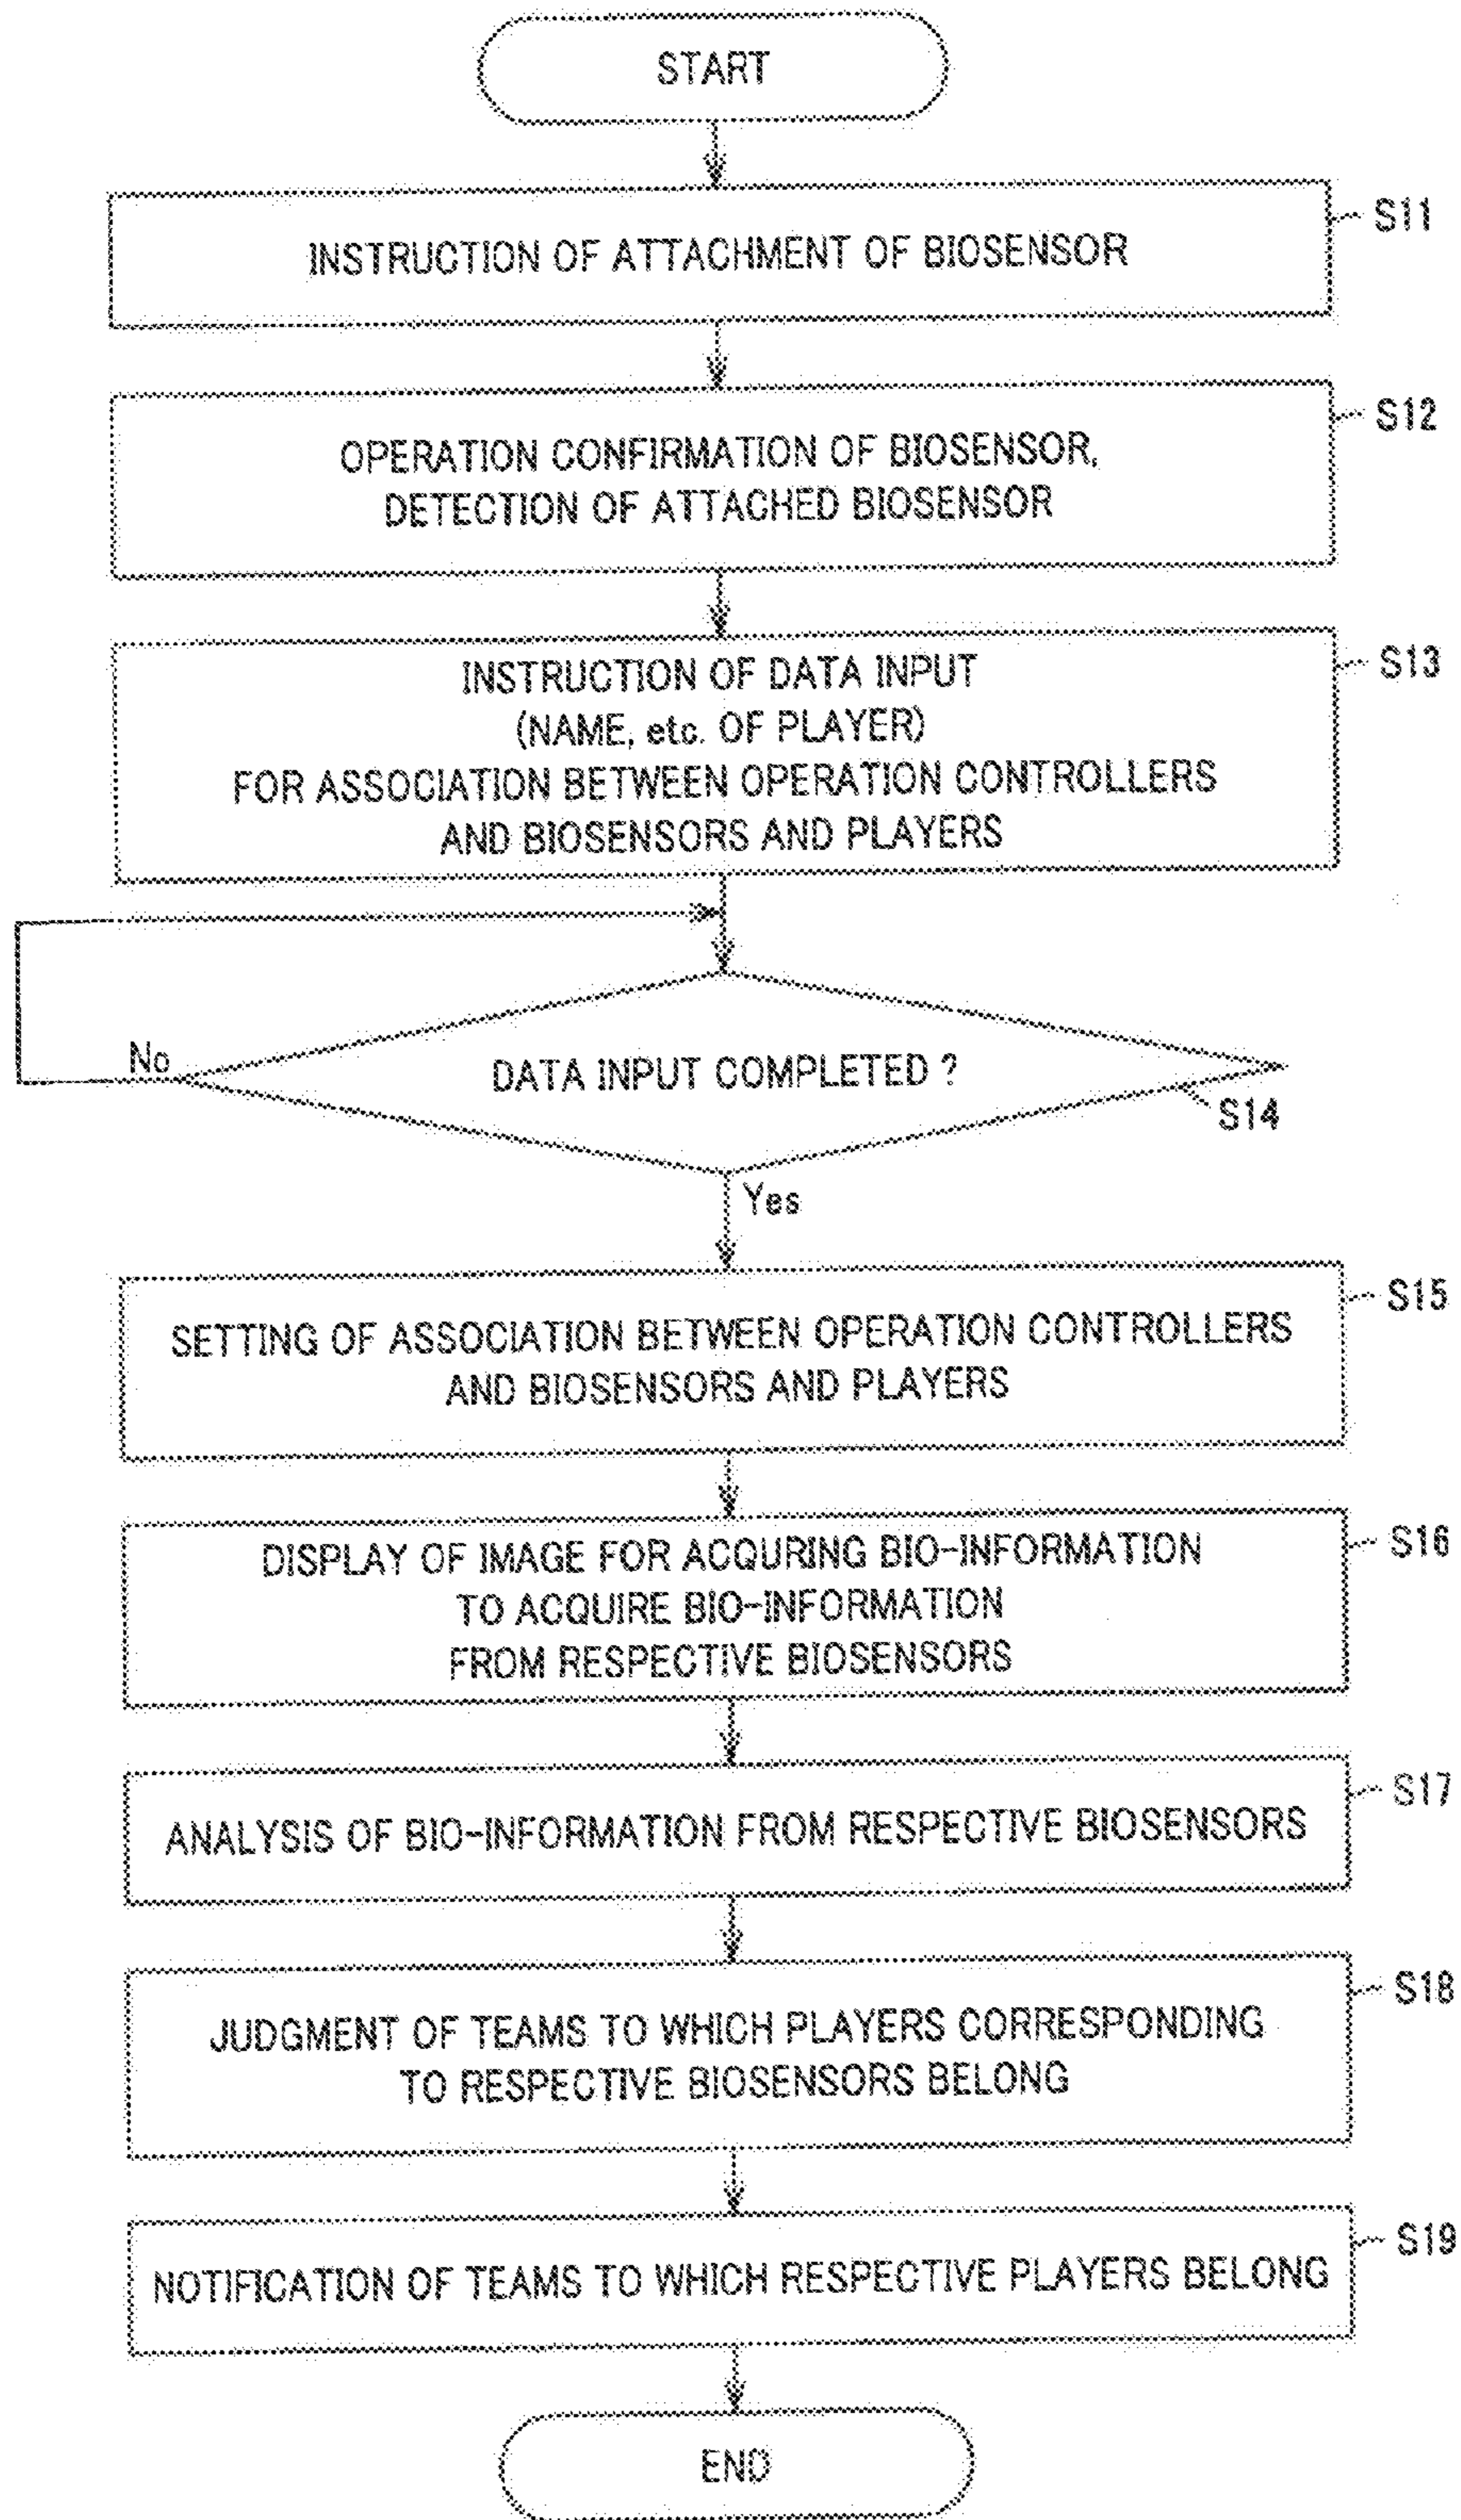 START
S11
INSTRUCTION OF ATTACHMENT OF BIOSENSOR
S12
OPERATION CONFIRMATION OF BIOSENSOR,
DETECTION OF ATTACHED BIOSENSOR
S13
INSTRUCTION OF DATA INPUT
(NAME, etc. OF PLAYER)
FOR ASSOCIATION BETWEEN OPERATION CONTROLLERS
AND BIOSENSORS AND PLAYERS
No
DATA INPUT COMPLETED ?
S14
Yes
S15
SETTING OF ASSOCIATION BETWEEN OPERATION CONTROLLERS
AND BIOSENSORS AND PLAYERS
S16
DISPLAY OF IMAGE FOR ACQURING BIO-INFORMATION
TO ACQUIRE BIO-INFORMATION
FROM RESPECTIVE BIOSENSORS
S17
ANALYSIS OF BIO-INFORMATION FROM RESPECTIVE BIOSENSORS
S18
JUDGMENT OF TEAMS TO WHICH PLAYERS CORRESPONDING
TO RESPECTIVE BIOSENSORS BELONG
S19
NOTIFICATION OF TEAMS TO WHICH RESPECTIVE PLAYERS BELONG
END